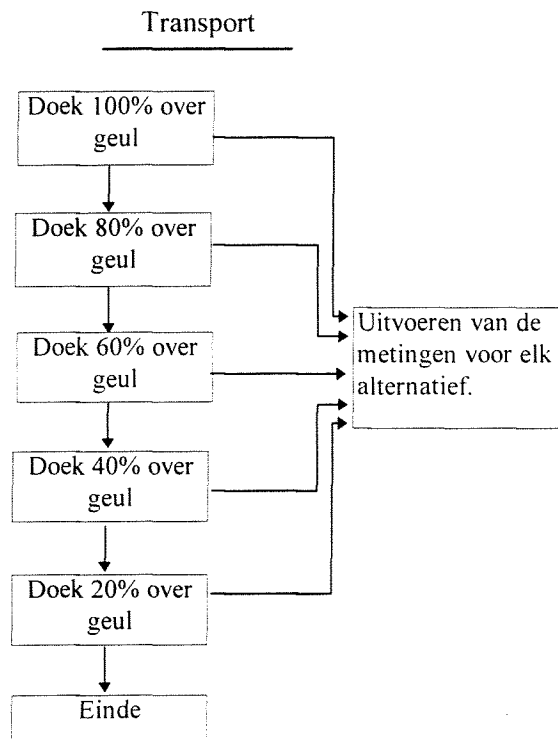 Transport
Doek 100% over
geul
Doek 80% over
geul
Doek 60% over
geul
Doek 40% over
geul
Doek 20% over
geul
Einde
Uitvoeren van de
metingen voor elk
alternatief.